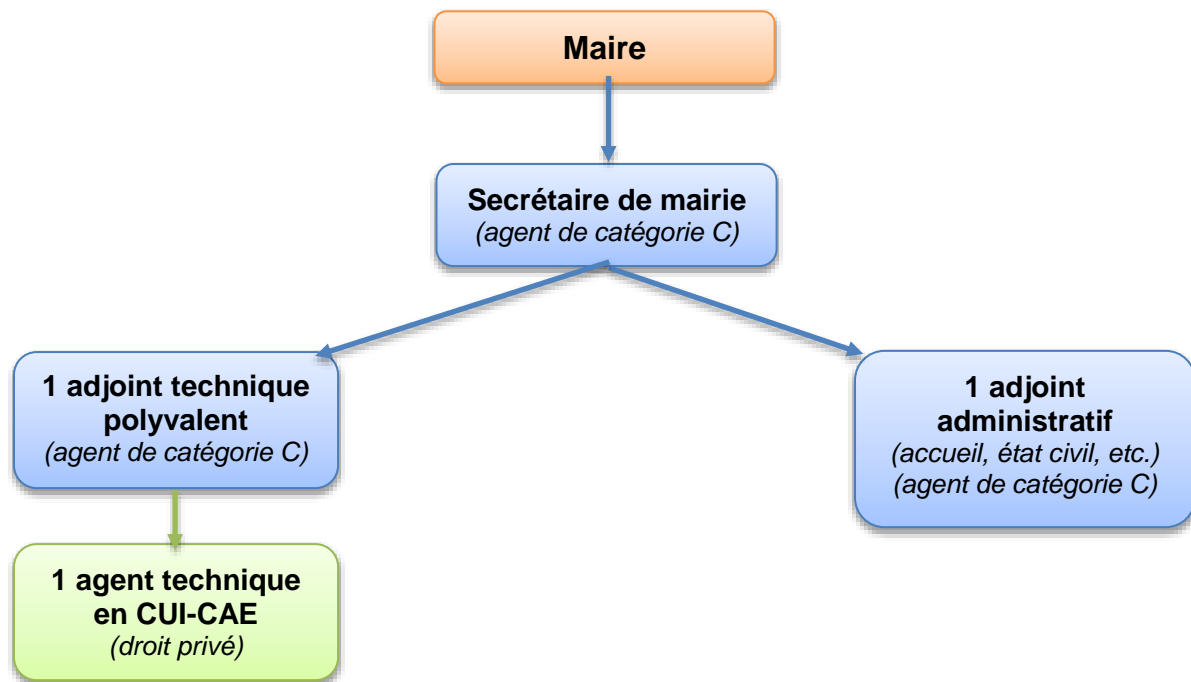 Maire
Secrétaire de mairie
(agent de catégorie C)
1 adjoint technique
polyvalent
(agent de catégorie C)
1 adjoint
administratif
(accueil, état civil, etc.)
(agent de catégorie C)
1 agent technique
en CUI-CAE
(droit privé)